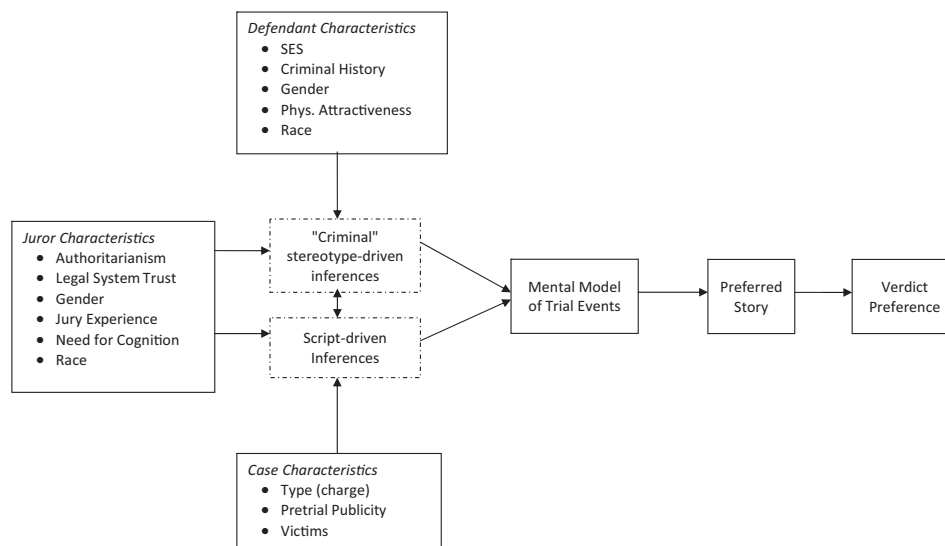 Defendant Characteristics
• SES
• Criminal History
• Gender
• Phys. Attractiveness
• Race
Juror Characteristics
• Authoritarianism
• Legal System Trust
• Gender
• Jury Experience
• Need for Cognition
• Race
"Criminal"
stereotype-driven
inferences
Script-driven
Inferences
Mental Model
of Trial Events
Preferred
Story
Verdict
Preference
Case Characteristics
• Type (charge)
• Pretrial Publicity
• Victims